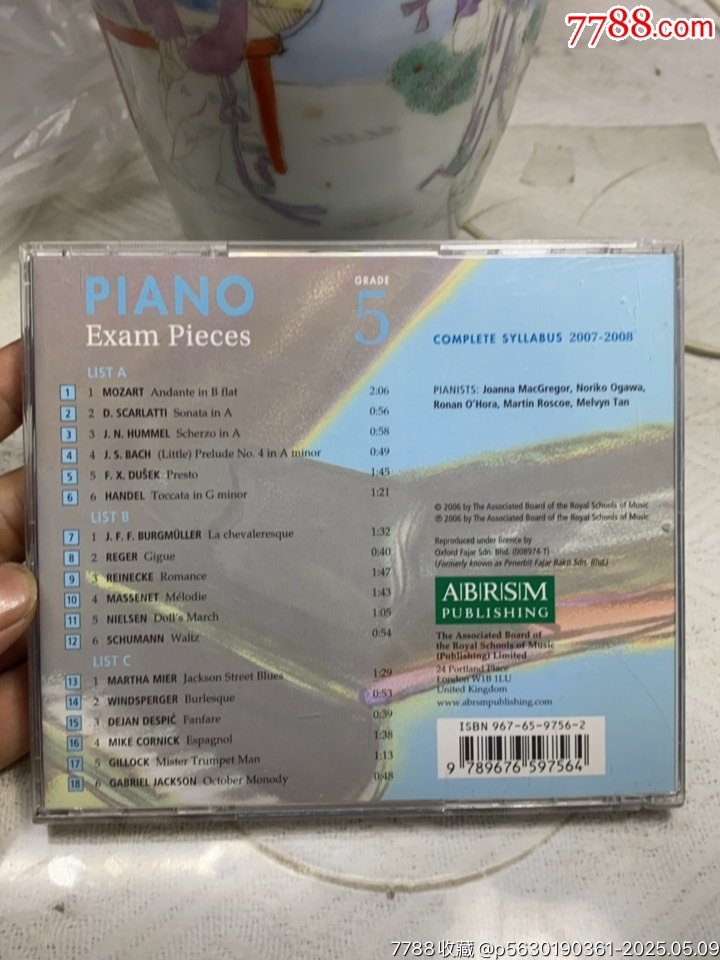 7788.com
PIANO
Exam Pieces
GRADE
5
LIST A
1 1 MOZART Andante in B flat 2:06
2 2 D. SCARLATTI Sonata in A 0:56
3 3 J. N. HUMMEL Scherzo in A 0:58
4 4 J. S. BACH (Little) Prelude No. 4 in A minor 0:49
5 5 F. X. DUŠEK Presto 1:45
6 6 HANDEL Toccata in G minor 1:21
LIST B
7 1 J. F. F. BURGMÜLLER La chevaleresque 1:32
8 2 REGER Gigue 0:40
9 3 REINECKE Romance 1:47
10 4 MASSENET Mélodie 1:43
11 5 NIELSEN Doll's March 1:05
12 6 SCHUMANN Waltz 0:54
LIST C
13 1 MARTHA MIER Jackson Street Blues 1:29
14 2 WINDSPERGER Burlesque 0:53
15 3 DEJAN DESPIĆ Fanfare 0:39
16 4 MIKE CORNICK Espagnol 1:38
17 5 GILLOCK Mister Trumpet Man 1:13
18 6 GABRIEL JACKSON October Monody 0:48
COMPLETE SYLLABUS 2007-2008
PIANISTS: Joanna MacGregor, Noriko Ogawa,
Ronan O'Hora, Martin Roscoe, Melvyn Tan
© 2006 by The Associated Board of the Royal Schools of Music
℗ 2006 by The Associated Board of the Royal Schools of Music
Reproduced under licence by
Oxford Fajar Sdn. Bhd. (008974-T)
(Formerly known as Penerbit Fajar Bakti Sdn. Bhd.)
ABRSM
PUBLISHING
The Associated Board of
the Royal Schools of Music
(Publishing) Limited
24 Portland Place
London W1B 1LU
United Kingdom
www.abrsmpublishing.com
ISBN 967-65-9756-2
9 789676 597564
7788收藏 @p5630190361-2025.05.09